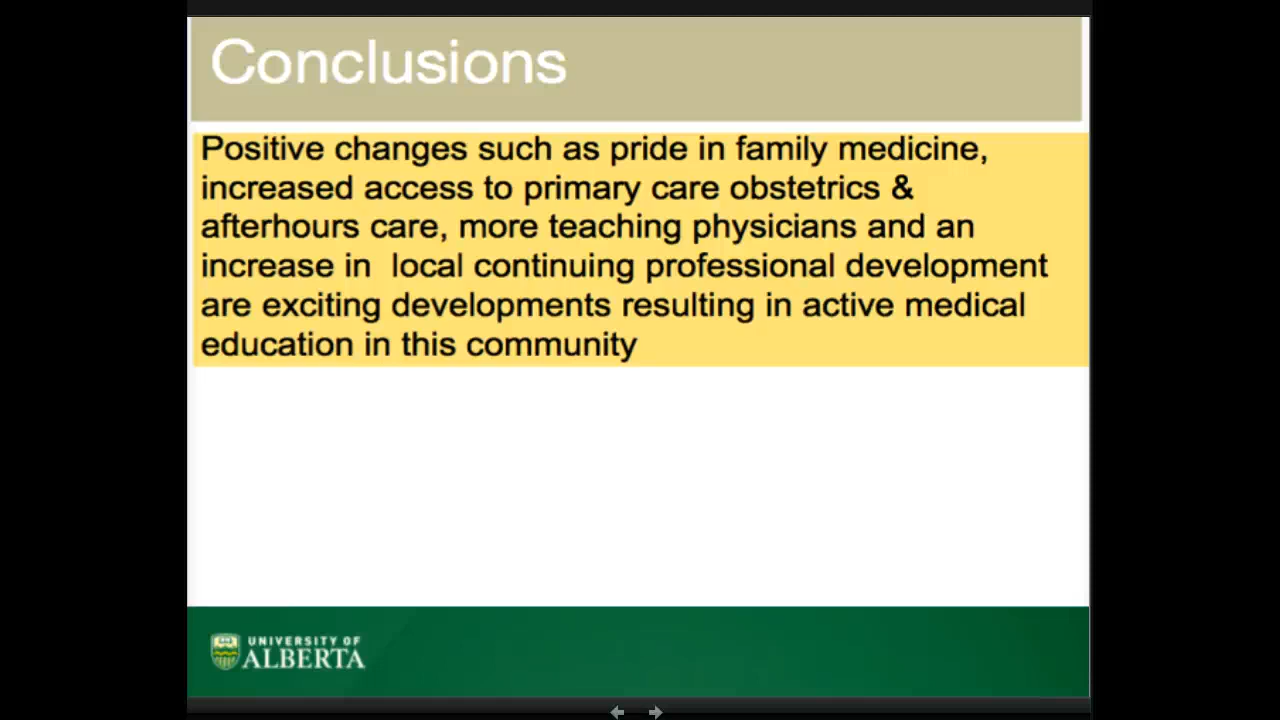 Conclusions
Positive changes such as pride in family medicine,
increased access to primary care obstetrics &
afterhours care, more teaching physicians and an
increase in  local continuing professional development
are exciting developments resulting in active medical
education in this community
UNIVERSITY OF
ALBERTA